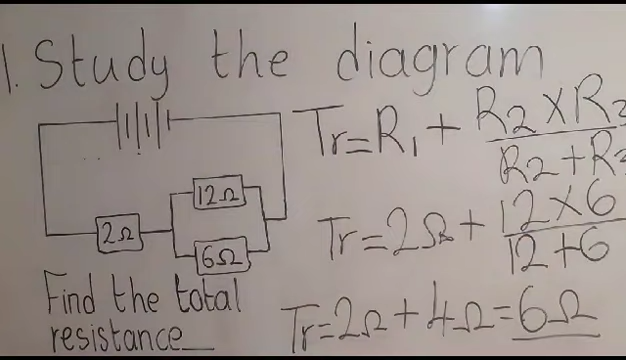 1. Study the diagram
Tr=R1+ R2XR3/R2+R3
12Ω
2Ω
6Ω
Tr=2Ω+ 12X6/12+6
Find the total
resistance
Tr=2Ω+4Ω=6Ω